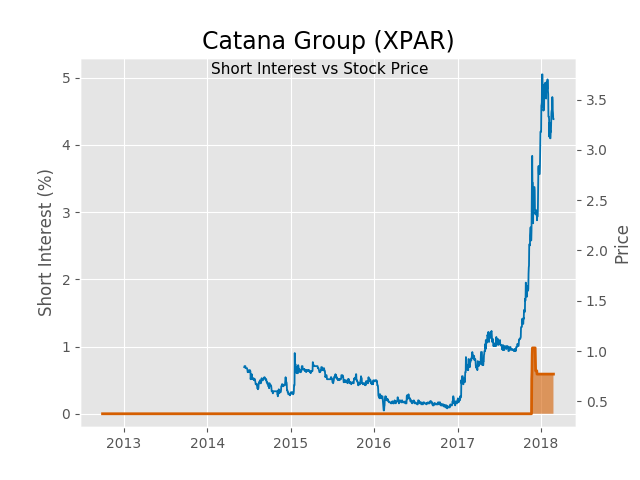 Catana Group (XPAR)
Short Interest vs Stock Price
Short Interest (%)
5
4
3
2
1
0
3.5
3.0
2.5
2.0
1.5
1.0
0.5
Price
2013 2014 2015 2016 2017 2018